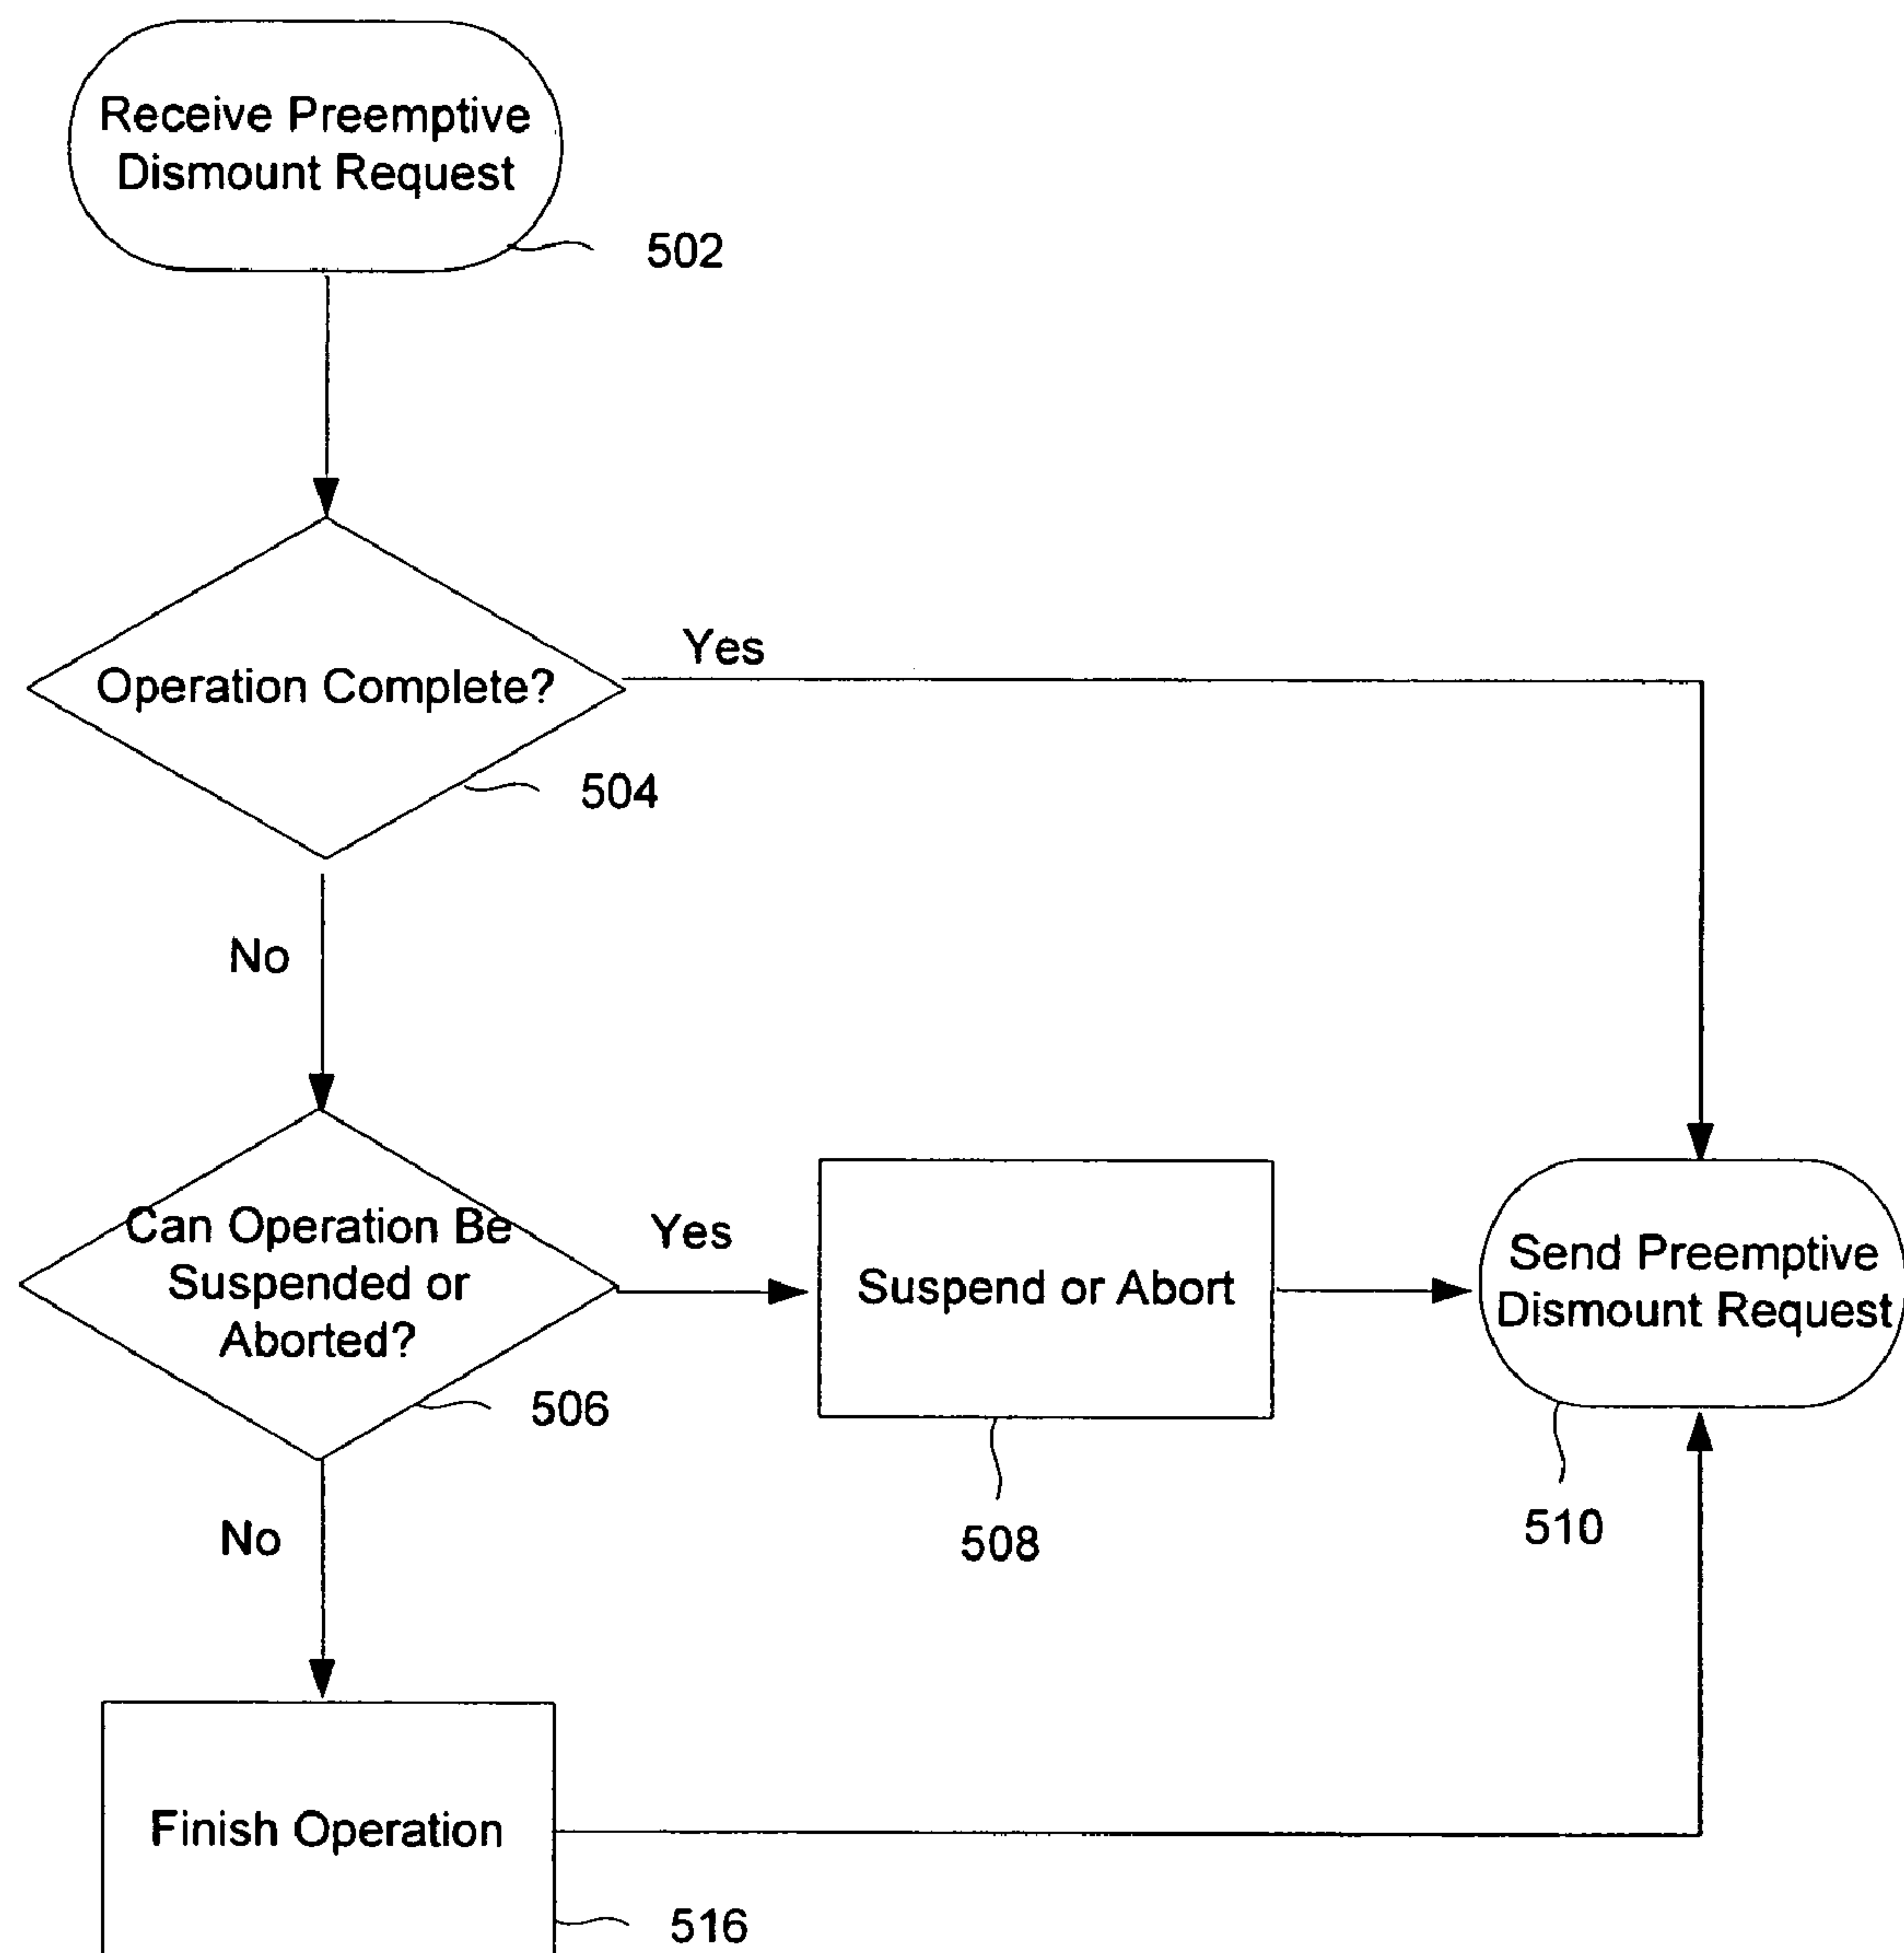 Receive Preemptive
Dismount Request
502
Operation Complete?
Yes
504
No
Can Operation Be
Suspended or
Aborted?
Yes
506
Suspend or Abort
508
Send Preemptive
Dismount Request
510
No
Finish Operation
516